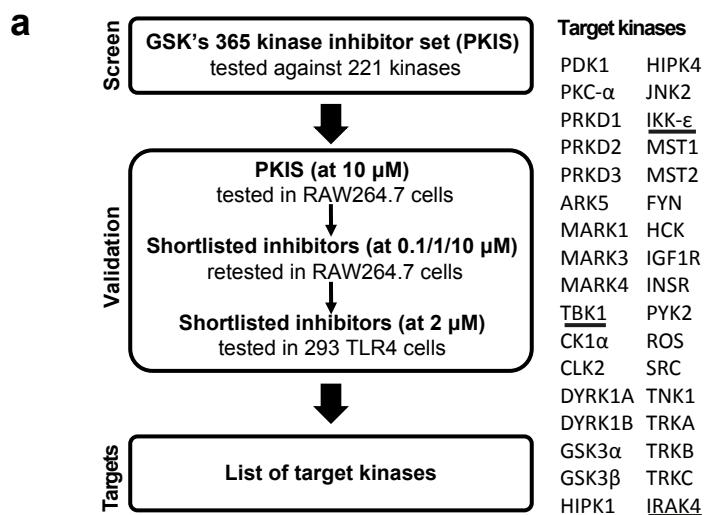 a
Screen
GSK's 365 kinase inhibitor set (PKIS)
tested against 221 kinases
Validation
PKIS (at 10 μM)
tested in RAW264.7 cells
Shortlisted inhibitors (at 0.1/1/10 μM)
retested in RAW264.7 cells
Shortlisted inhibitors (at 2 μM)
tested in 293 TLR4 cells
Targets
List of target kinases
Target kinases
PDK1 HIPK4
PKC-α JNK2
PRKD1 IKK-ε
PRKD2 MST1
PRKD3 MST2
ARK5 FYN
MARK1 HCK
MARK3 IGF1R
MARK4 INSR
TBK1 PYK2
CK1α ROS
CLK2 SRC
DYRK1A TNK1
DYRK1B TRKA
GSK3α TRKB
GSK3β TRKC
HIPK1 IRAK4